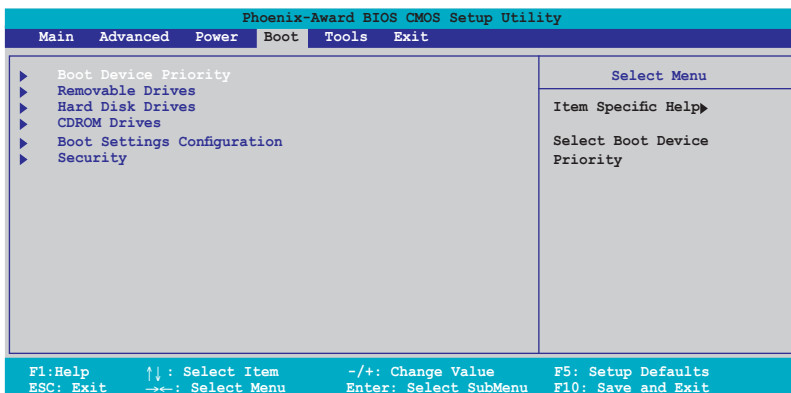 Phoenix-Award BIOS CMOS Setup Utility
Main Advanced Power Boot Tools Exit
Boot Device Priority
Removable Drives
Hard Disk Drives
CDROM Drives
Boot Settings Configuration
Security
Select Menu
Item Specific Help
Select Boot Device
Priority
F1:Help ↑↓: Select Item -/+: Change Value F5: Setup Defaults
ESC: Exit →←: Select Menu Enter: Select SubMenu F10: Save and Exit